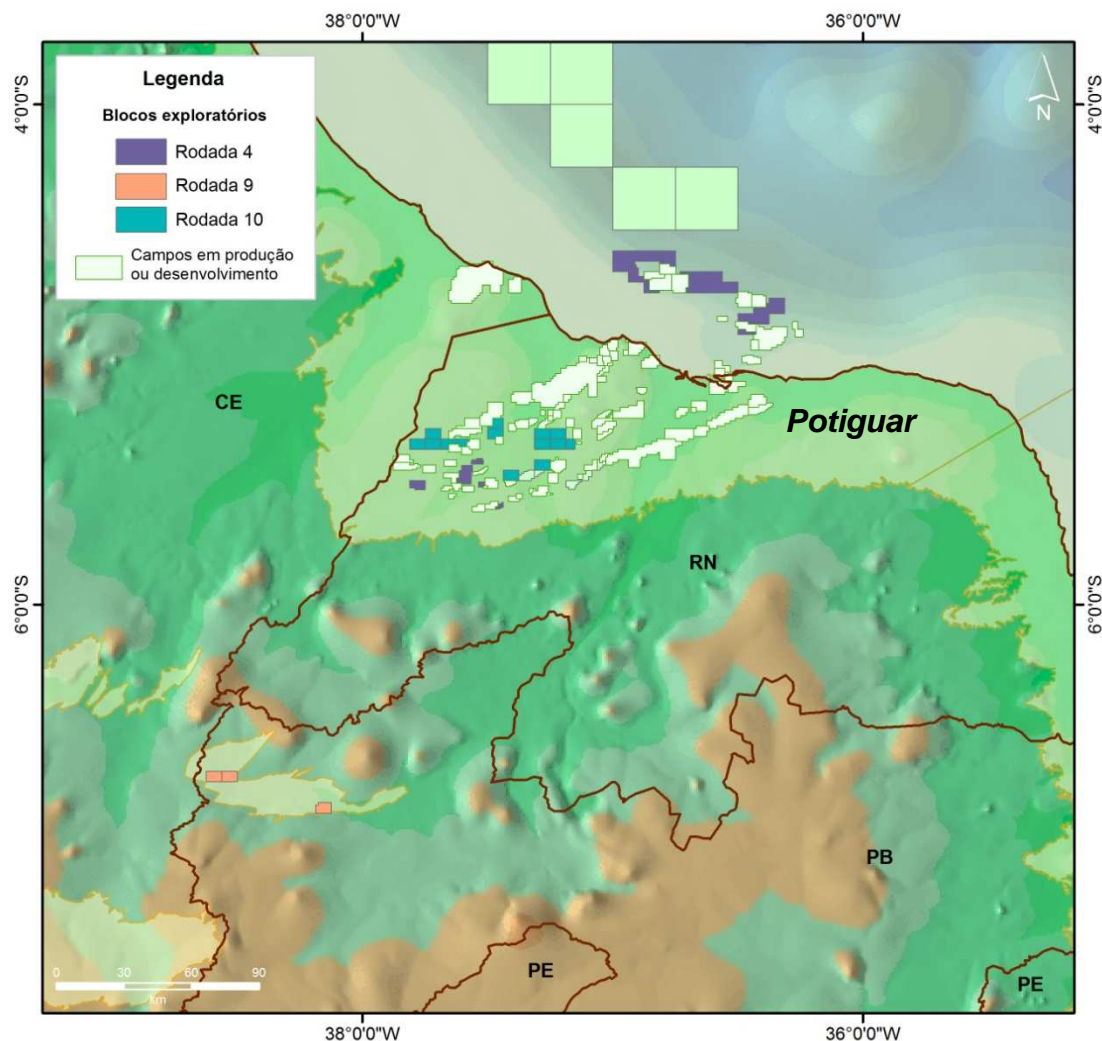 38°0'0"W
36°0'0"W
Legenda
Blocos exploratórios
Rodada 4
Rodada 9
Rodada 10
Campos em produção
ou desenvolvimento
N
4°0'0"S
4°0'0"S
CE
Potiguar
RN
6°0'0"S
6°0'0"S
PB
PE
PE
0 30 60 90
km
38°0'0"W
36°0'0"W